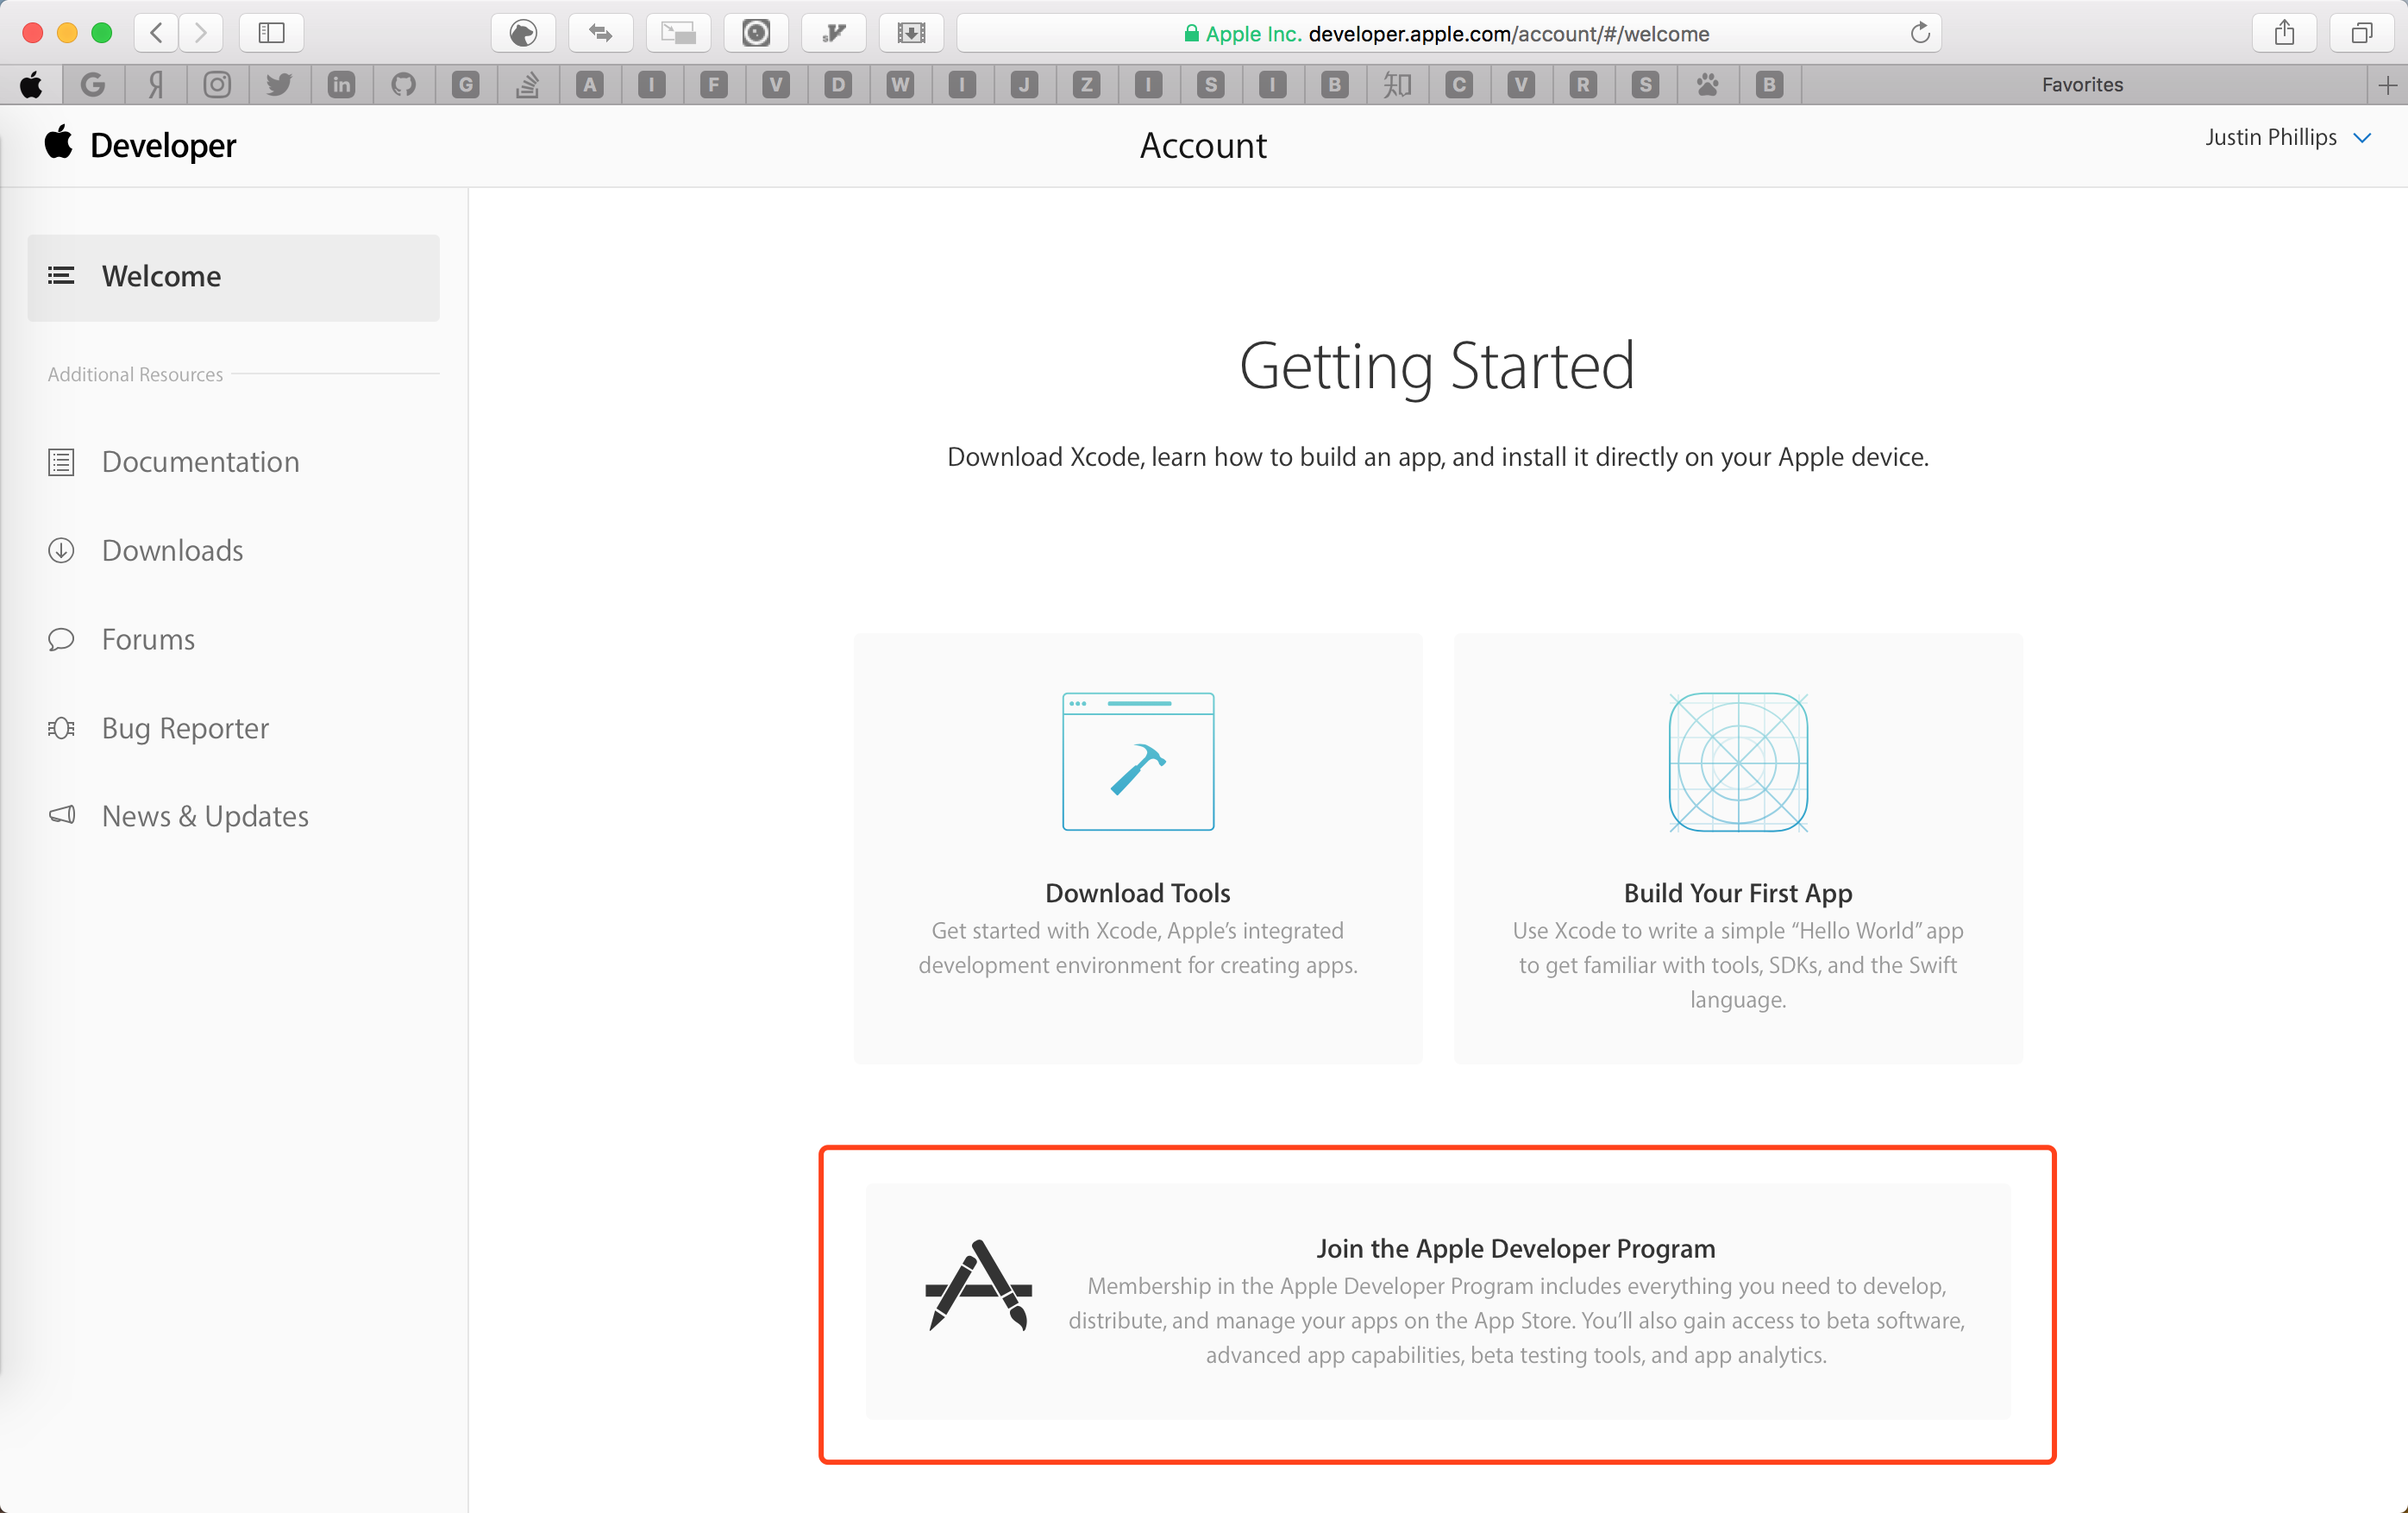 Apple Inc. developer.apple.com/account/#/welcome
G Я in G A I F V D W I J Z I S I B 知 C V R S B Favorites
Developer
Account
Justin Phillips
Welcome
Additional Resources
Documentation
Downloads
Forums
Bug Reporter
News & Updates
Getting Started
Download Xcode, learn how to build an app, and install it directly on your Apple device.
Download Tools
Get started with Xcode, Apple’s integrated
development environment for creating apps.
Build Your First App
Use Xcode to write a simple “Hello World” app
to get familiar with tools, SDKs, and the Swift
language.
Join the Apple Developer Program
Membership in the Apple Developer Program includes everything you need to develop,
distribute, and manage your apps on the App Store. You’ll also gain access to beta software,
advanced app capabilities, beta testing tools, and app analytics.